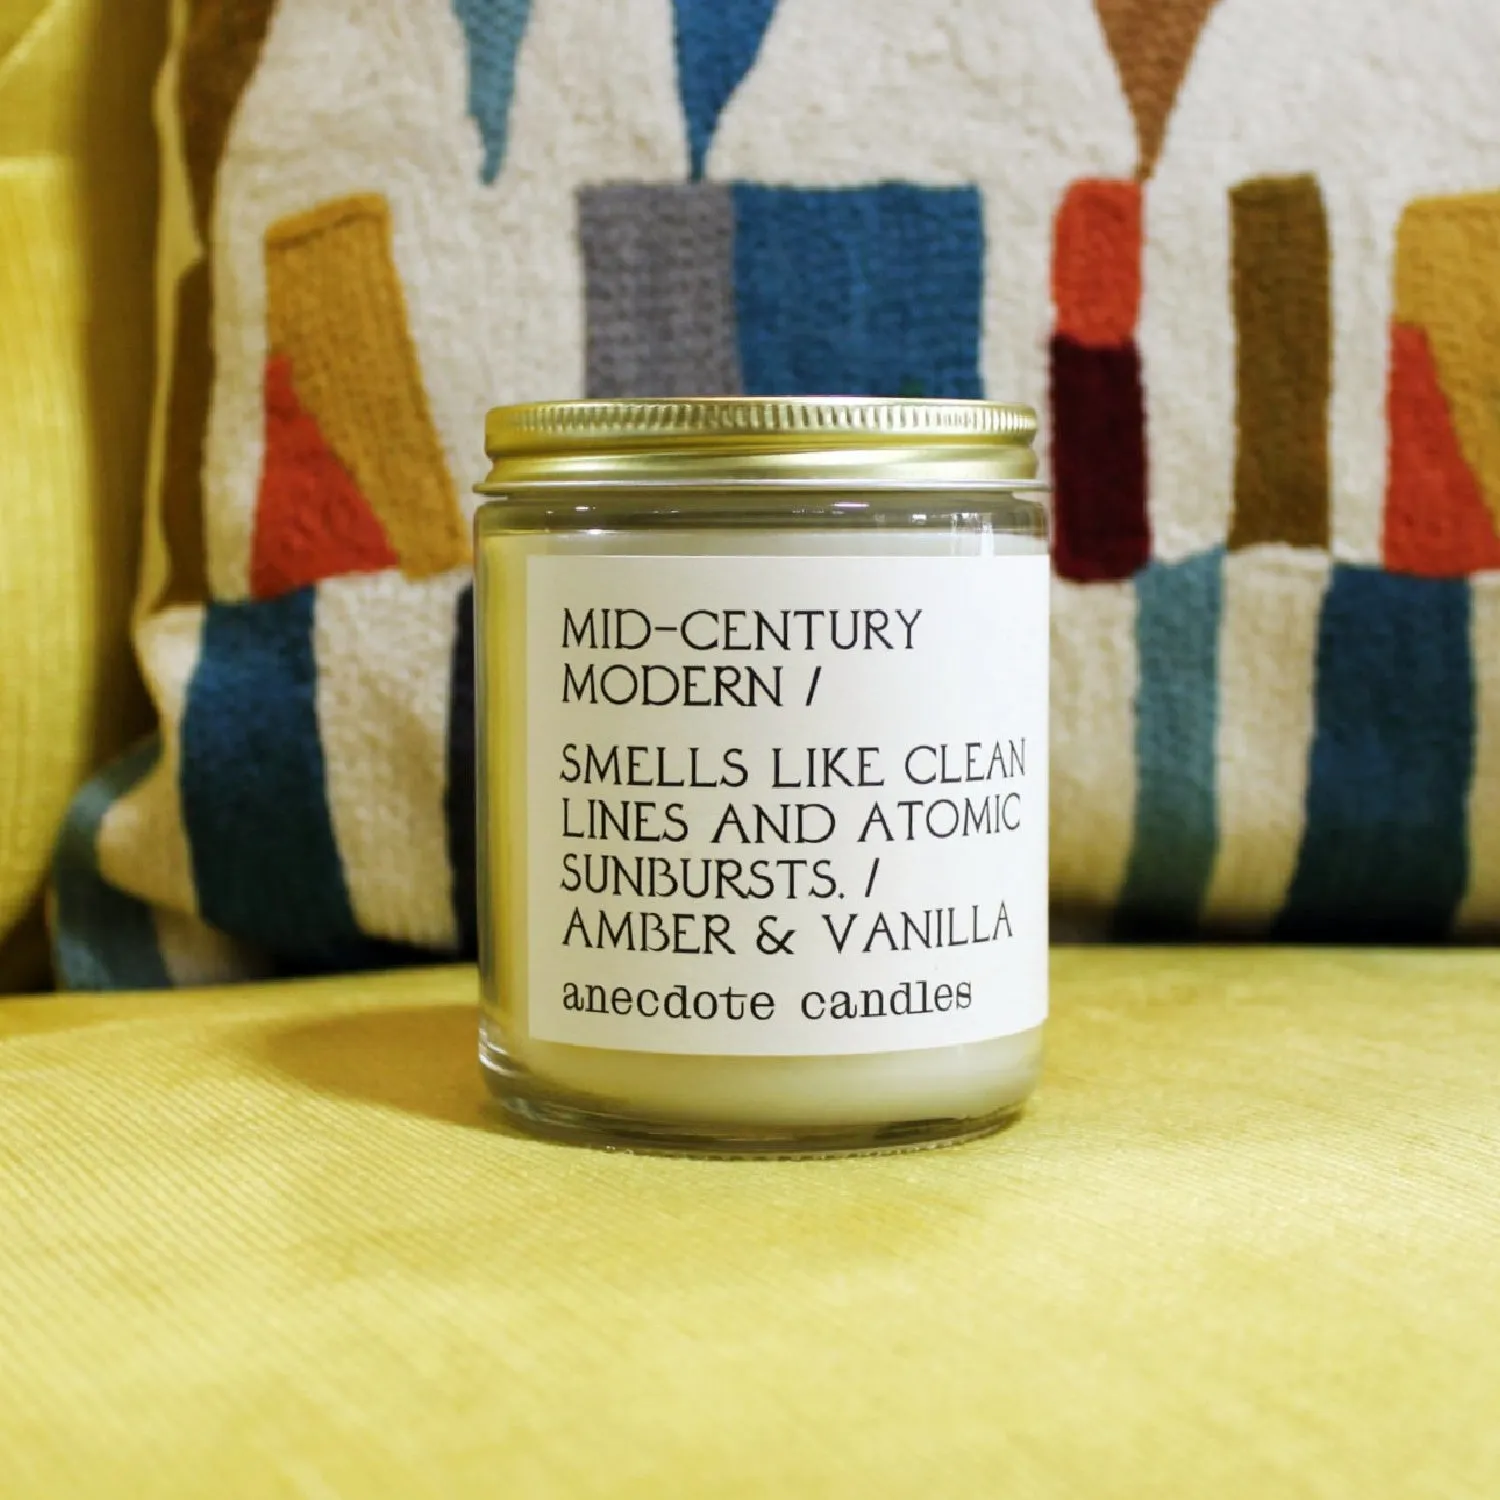 MID-CENTURY
MODERN /
SMELLS LIKE CLEAN
LINES AND ATOMIC
SUNBURSTS. /
AMBER & VANILLA
anecdote candles